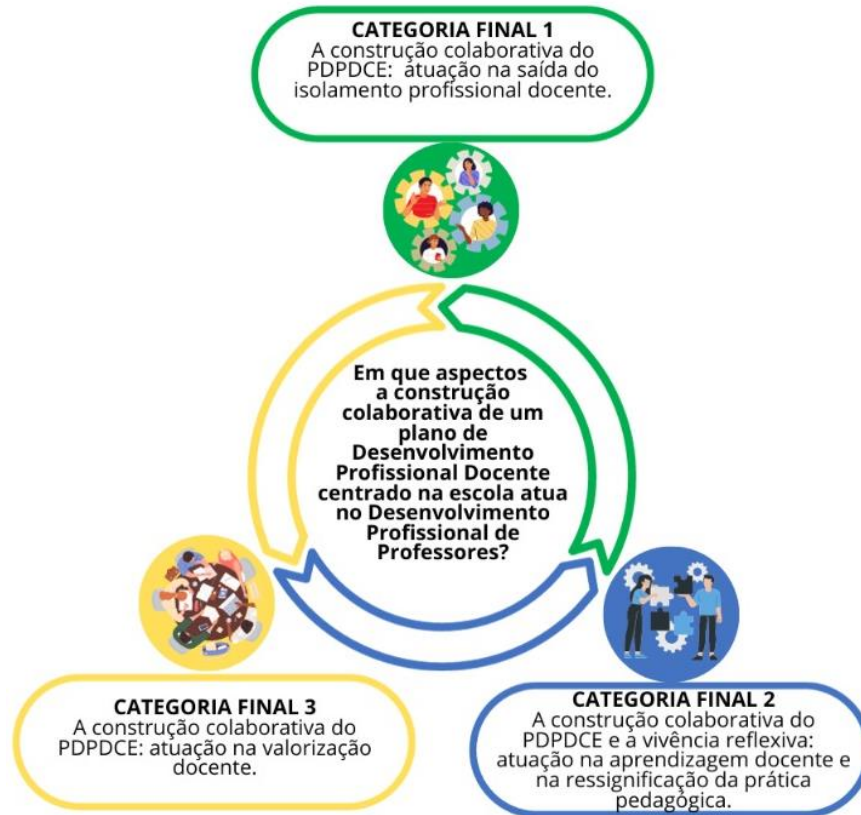 CATEGORIA FINAL 1
A construção colaborativa do
PDPDCE: atuação na saída do
isolamento profissional docente.
Em que aspectos
a construção
colaborativa de um
plano de
Desenvolvimento
Profissional Docente
centrado na escola atua
no Desenvolvimento
Profissional de
Professores?
CATEGORIA FINAL 3
A construção colaborativa do
PDPDCE: atuação na valorização
docente.
CATEGORIA FINAL 2
A construção colaborativa do
PDPDCE e a vivência reflexiva:
atuação na aprendizagem docente e
na ressignificação da prática
pedagógica.